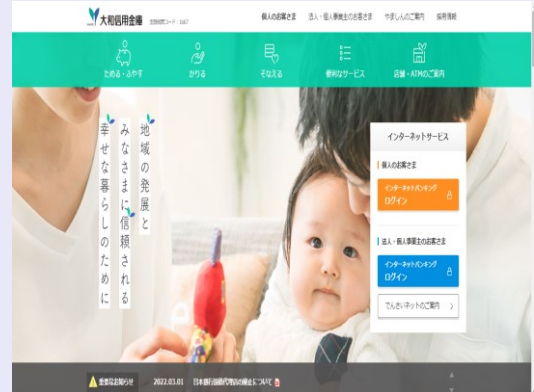 大和信用金庫
個人のお客さま
法人・個人事業主のお客さま
やましんのご案内
採用情報
ためる・ふやす
かりる
そなえる
便利なサービス
店舗・ATMのご案内
地域の発展と
みなさまに信頼される
幸せな暮らしのために
インターネットサービス
個人のお客さま
インターネットバンキング
ログイン
法人・個人事業主のお客さま
インターネットバンキング
ログイン
でんさいネットのご案内
重要なお知らせ
2022.03.01